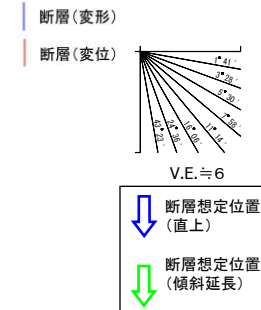 断層(変形)
断層(変位)
1°41′
3°28′
5°30′
7°58′
11°14′
16°06′
24°36′
43°23′
V.E.≒6
断層想定位置
(直上)
断層想定位置
(傾斜延長)